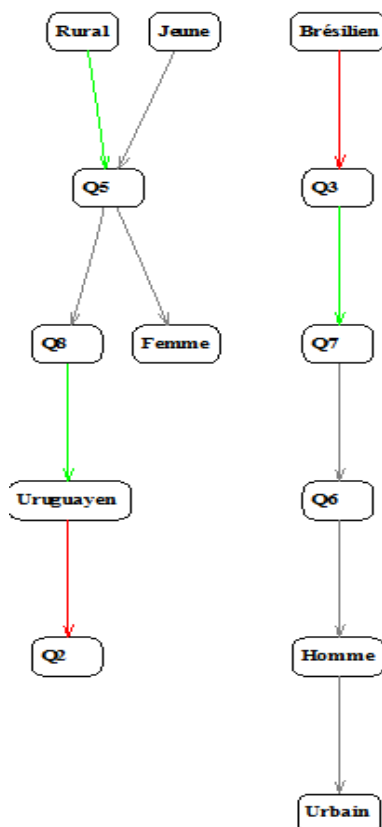 Rural
Jeune
Brésilien
Q5
Q3
Q8
Femme
Q7
Uruguayen
Q6
Q2
Homme
Urbain